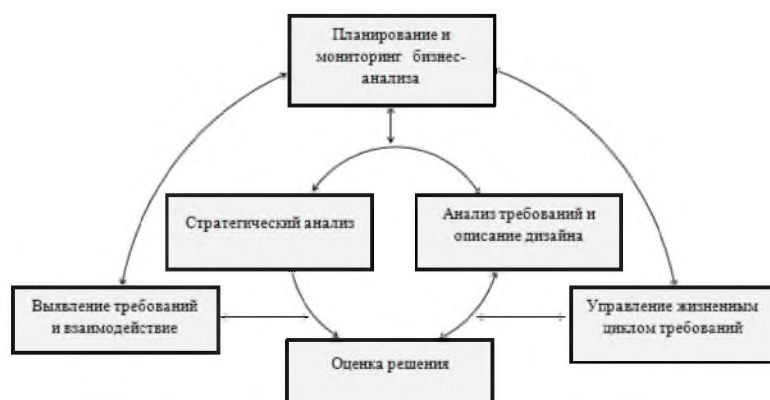 Планирование и
мониторинг бизнес-
анализа
Стратегический анализ
Анализ требований и
описание дизайна
Выявление требований
и взаимодействие
Управление жизненным
циклом требований
Оценка решения